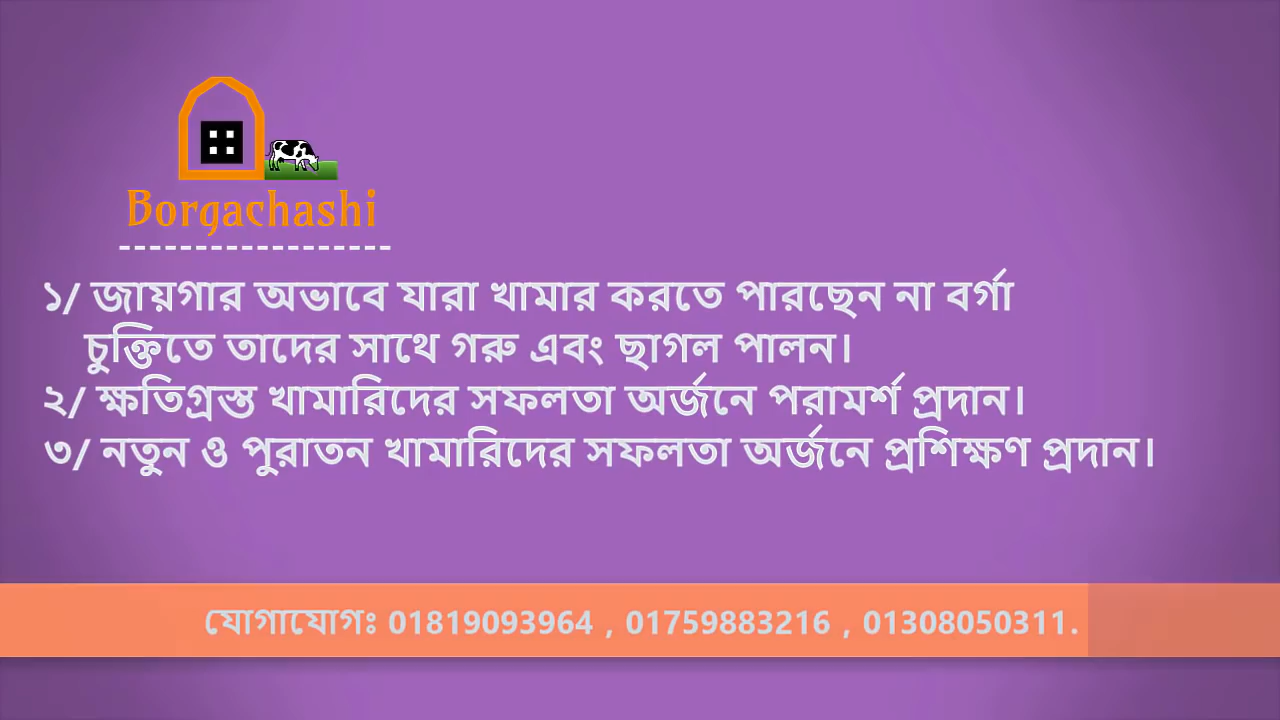 Borgachashi
------------------
১/ জায়গার অভাবে যারা খামার করতে পারছেন না বর্গা
চুক্তিতে তাদের সাথে গরু এবং ছাগল পালন।
২/ ক্ষতিগ্রস্ত খামারিদের সফলতা অর্জনে পরামর্শ প্রদান।
৩/ নতুন ও পুরাতন খামারিদের সফলতা অর্জনে প্রশিক্ষণ প্রদান।
যোগাযোগঃ 01819093964 , 01759883216 , 01308050311.